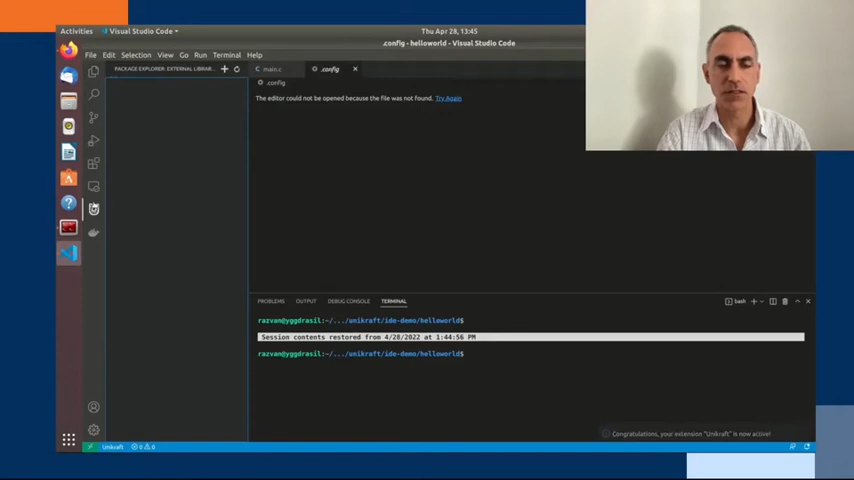 Activities Visual Studio Code Thu Apr 28, 13:45
.config - helloworld - Visual Studio Code
File Edit Selection View Go Run Terminal Help
PACKAGE EXPLORER: EXTERNAL LIBRAR...
main.c .config
.config
The editor could not be opened because the file was not found. Try Again
PROBLEMS OUTPUT DEBUG CONSOLE TERMINAL bash
razvan@yggdrasil:~/.../unikraft/ide-demo/helloworld$
Session contents restored from 4/28/2022 at 1:44:56 PM
razvan@yggdrasil:~/.../unikraft/ide-demo/helloworld$
Congratulations, your extension "Unikraft" is now active!
Unikraft 0 0